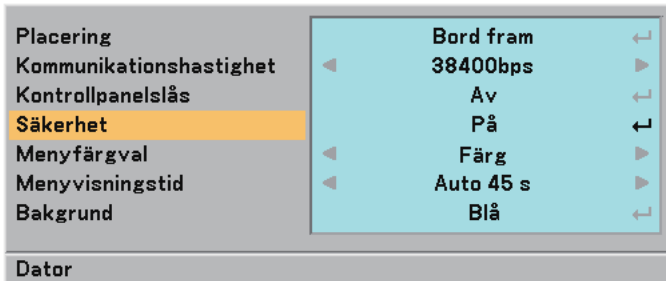 Placering Bord fram
Kommunikationshastighet 38400bps
Kontrollpanelslås Av
Säkerhet På
Menyfärgval Färg
Menyvisningstid Auto 45 s
Bakgrund Blå
Dator